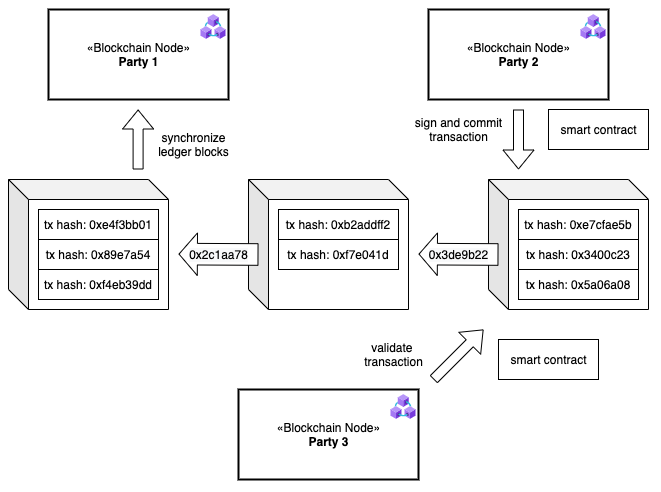 «Blockchain Node»
Party 1
«Blockchain Node»
Party 2
synchronize
ledger blocks
sign and commit
transaction
smart contract
tx hash: 0xe4f3bb01
tx hash: 0x89e7a54
tx hash: 0xf4eb39dd
0x2c1aa78
tx hash: 0xb2addff2
tx hash: 0xf7e041d
0x3de9b22
tx hash: 0xe7cfae5b
tx hash: 0x3400c23
tx hash: 0x5a06a08
validate
transaction
smart contract
«Blockchain Node»
Party 3